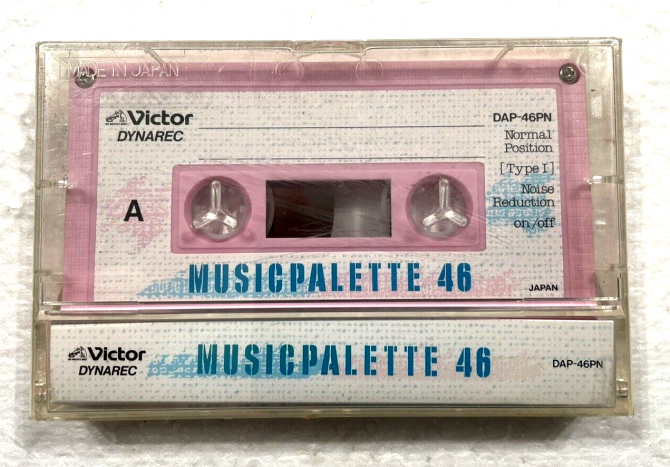 MADE IN JAPAN
Victor
DYNAREC
DAP-46PN
Normal
Position
[Type I]
Noise
Reduction
on/off
A
MUSICPALETTE 46
JAPAN
Victor
DYNAREC
MUSICPALETTE 46
DAP-46PN